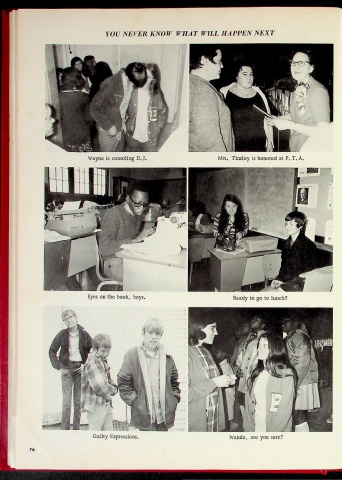 YOU NEVER KNOW WHAT WILL HAPPEN NEXT
Wayne is consoling D.J.
Mrs. Tinsley is honored at P.T.A.
Eyes on the book, boys.
Ready to go to lunch?
Guilty Expressions.
Wanda, are you sure?
76